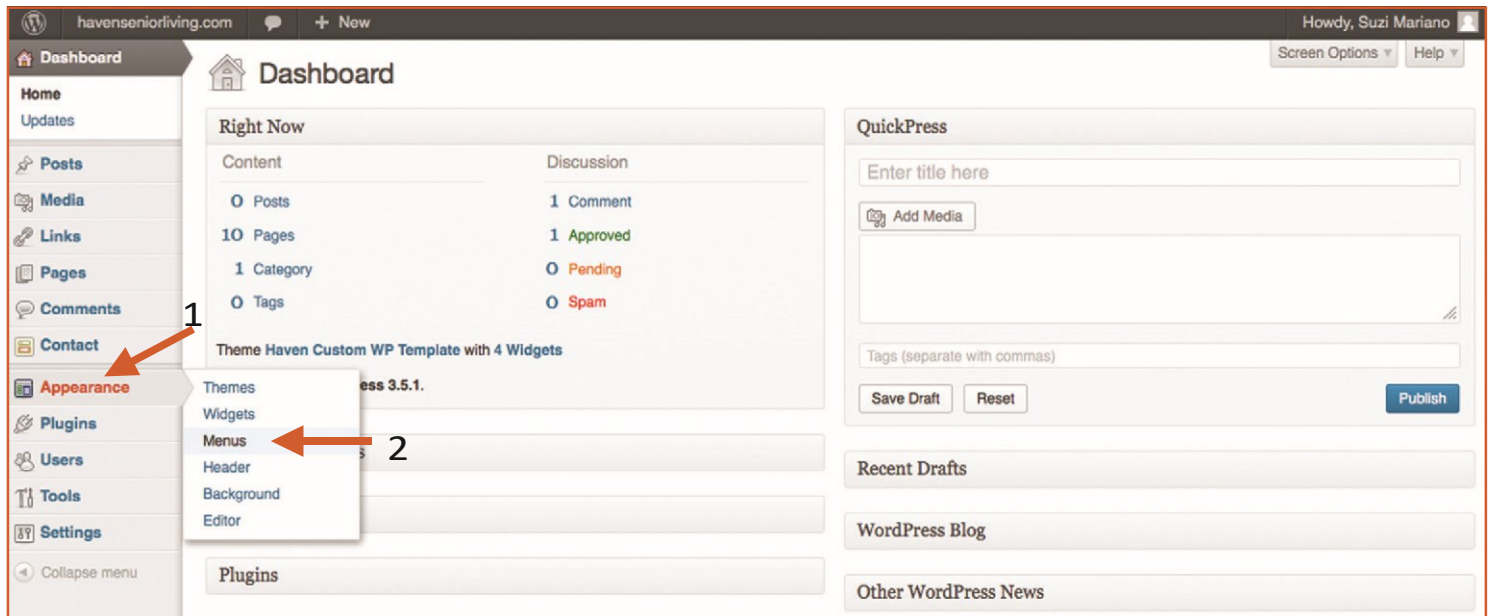 havenseniorliving.com + New Howdy, Suzi Mariano
Dashboard
Home
Updates
Posts
Media
Links
Pages
Comments
Contact
Appearance
Plugins
Users
Tools
Settings
Collapse menu
1
Themes
Widgets
Menus
Header
Background
Editor
2
Screen Options Help
Dashboard
Right Now
Content Discussion
0 Posts 1 Comment
10 Pages 1 Approved
1 Category 0 Pending
0 Tags 0 Spam
Theme Haven Custom WP Template with 4 Widgets
ess 3.5.1.
s
Plugins
QuickPress
Enter title here
Add Media
Tags (separate with commas)
Save Draft Reset Publish
Recent Drafts
WordPress Blog
Other WordPress News